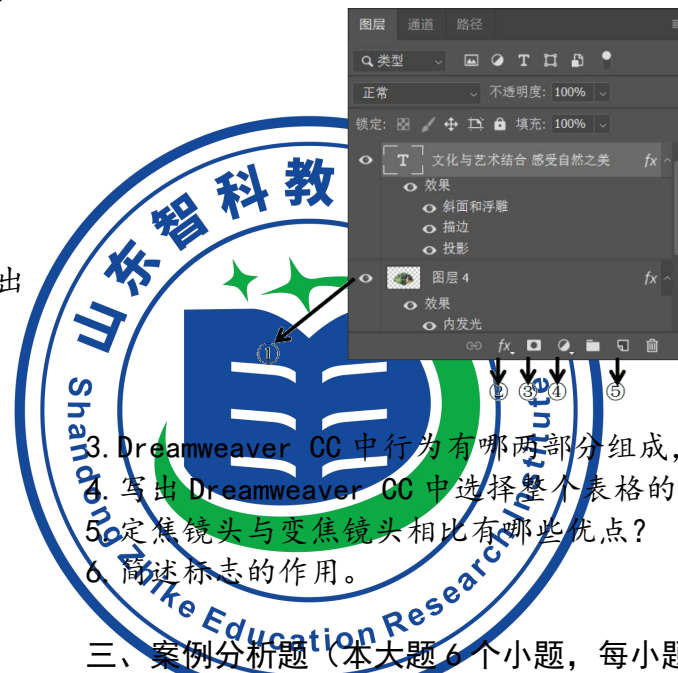 图层 通道 路径
类型
正常 不透明度: 100%
锁定: 填充: 100%
T 文化与艺术结合 感受自然之美 fx
效果
斜面和浮雕
描边
投影
图层 4 fx
效果
内发光
fx
① ② ③ ④ ⑤
出
山东智科教
Shandong Zhike Education Research Institute
3.Dreamweaver CC 中行为有哪两部分组成，
4.写出 Dreamweaver CC 中选择整个表格的
5.定焦镜头与变焦镜头相比有哪些优点？
6.简述标志的作用。
三、案例分析题（本大题 6 个小题，每小题